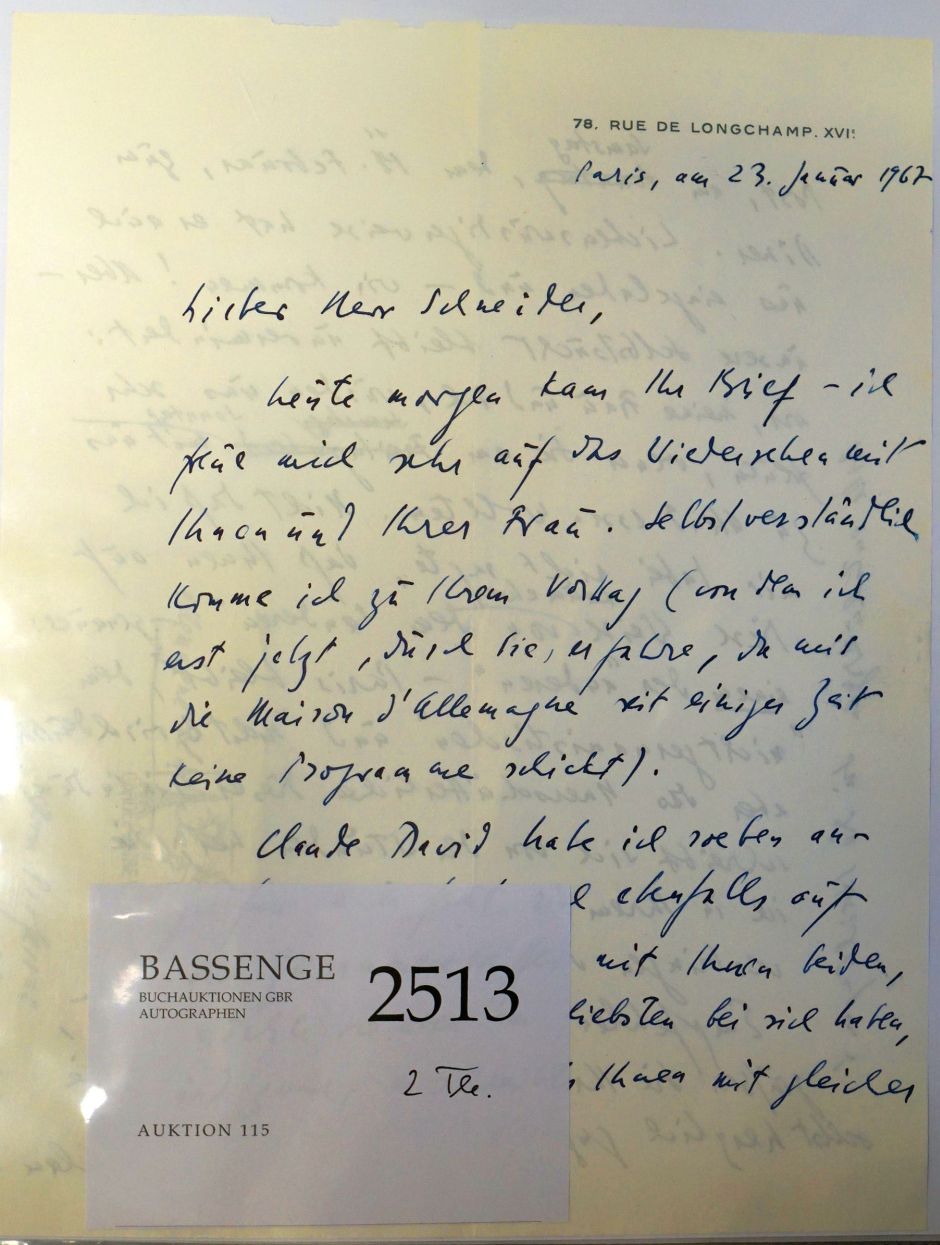 78, RUE DE LONGCHAMP. XVIE
Paris, am 23. Januar 1967
Lieber Herr Schneider,
heute morgen kam Ihr Brief – ich
freue mich sehr auf das Wiedersehen mit
Ihnen und Ihrer Frau. Selbstverständlich
komme ich zu Ihrem Vortrag (von dem ich
erst jetzt, durch Sie, erfahre, da mir
die Maison d'Allemagne seit einiger Zeit
keine Programme schickt).
Claude David habe ich soeben an-
ebenfalls auf
mit Ihnen beiden,
liebsten bei sich haben,
Ihnen mit gleicher
BASSENGE
BUCHAUKTIONEN GBR
AUTOGRAPHEN
2513
2 Tle.
AUKTION 115